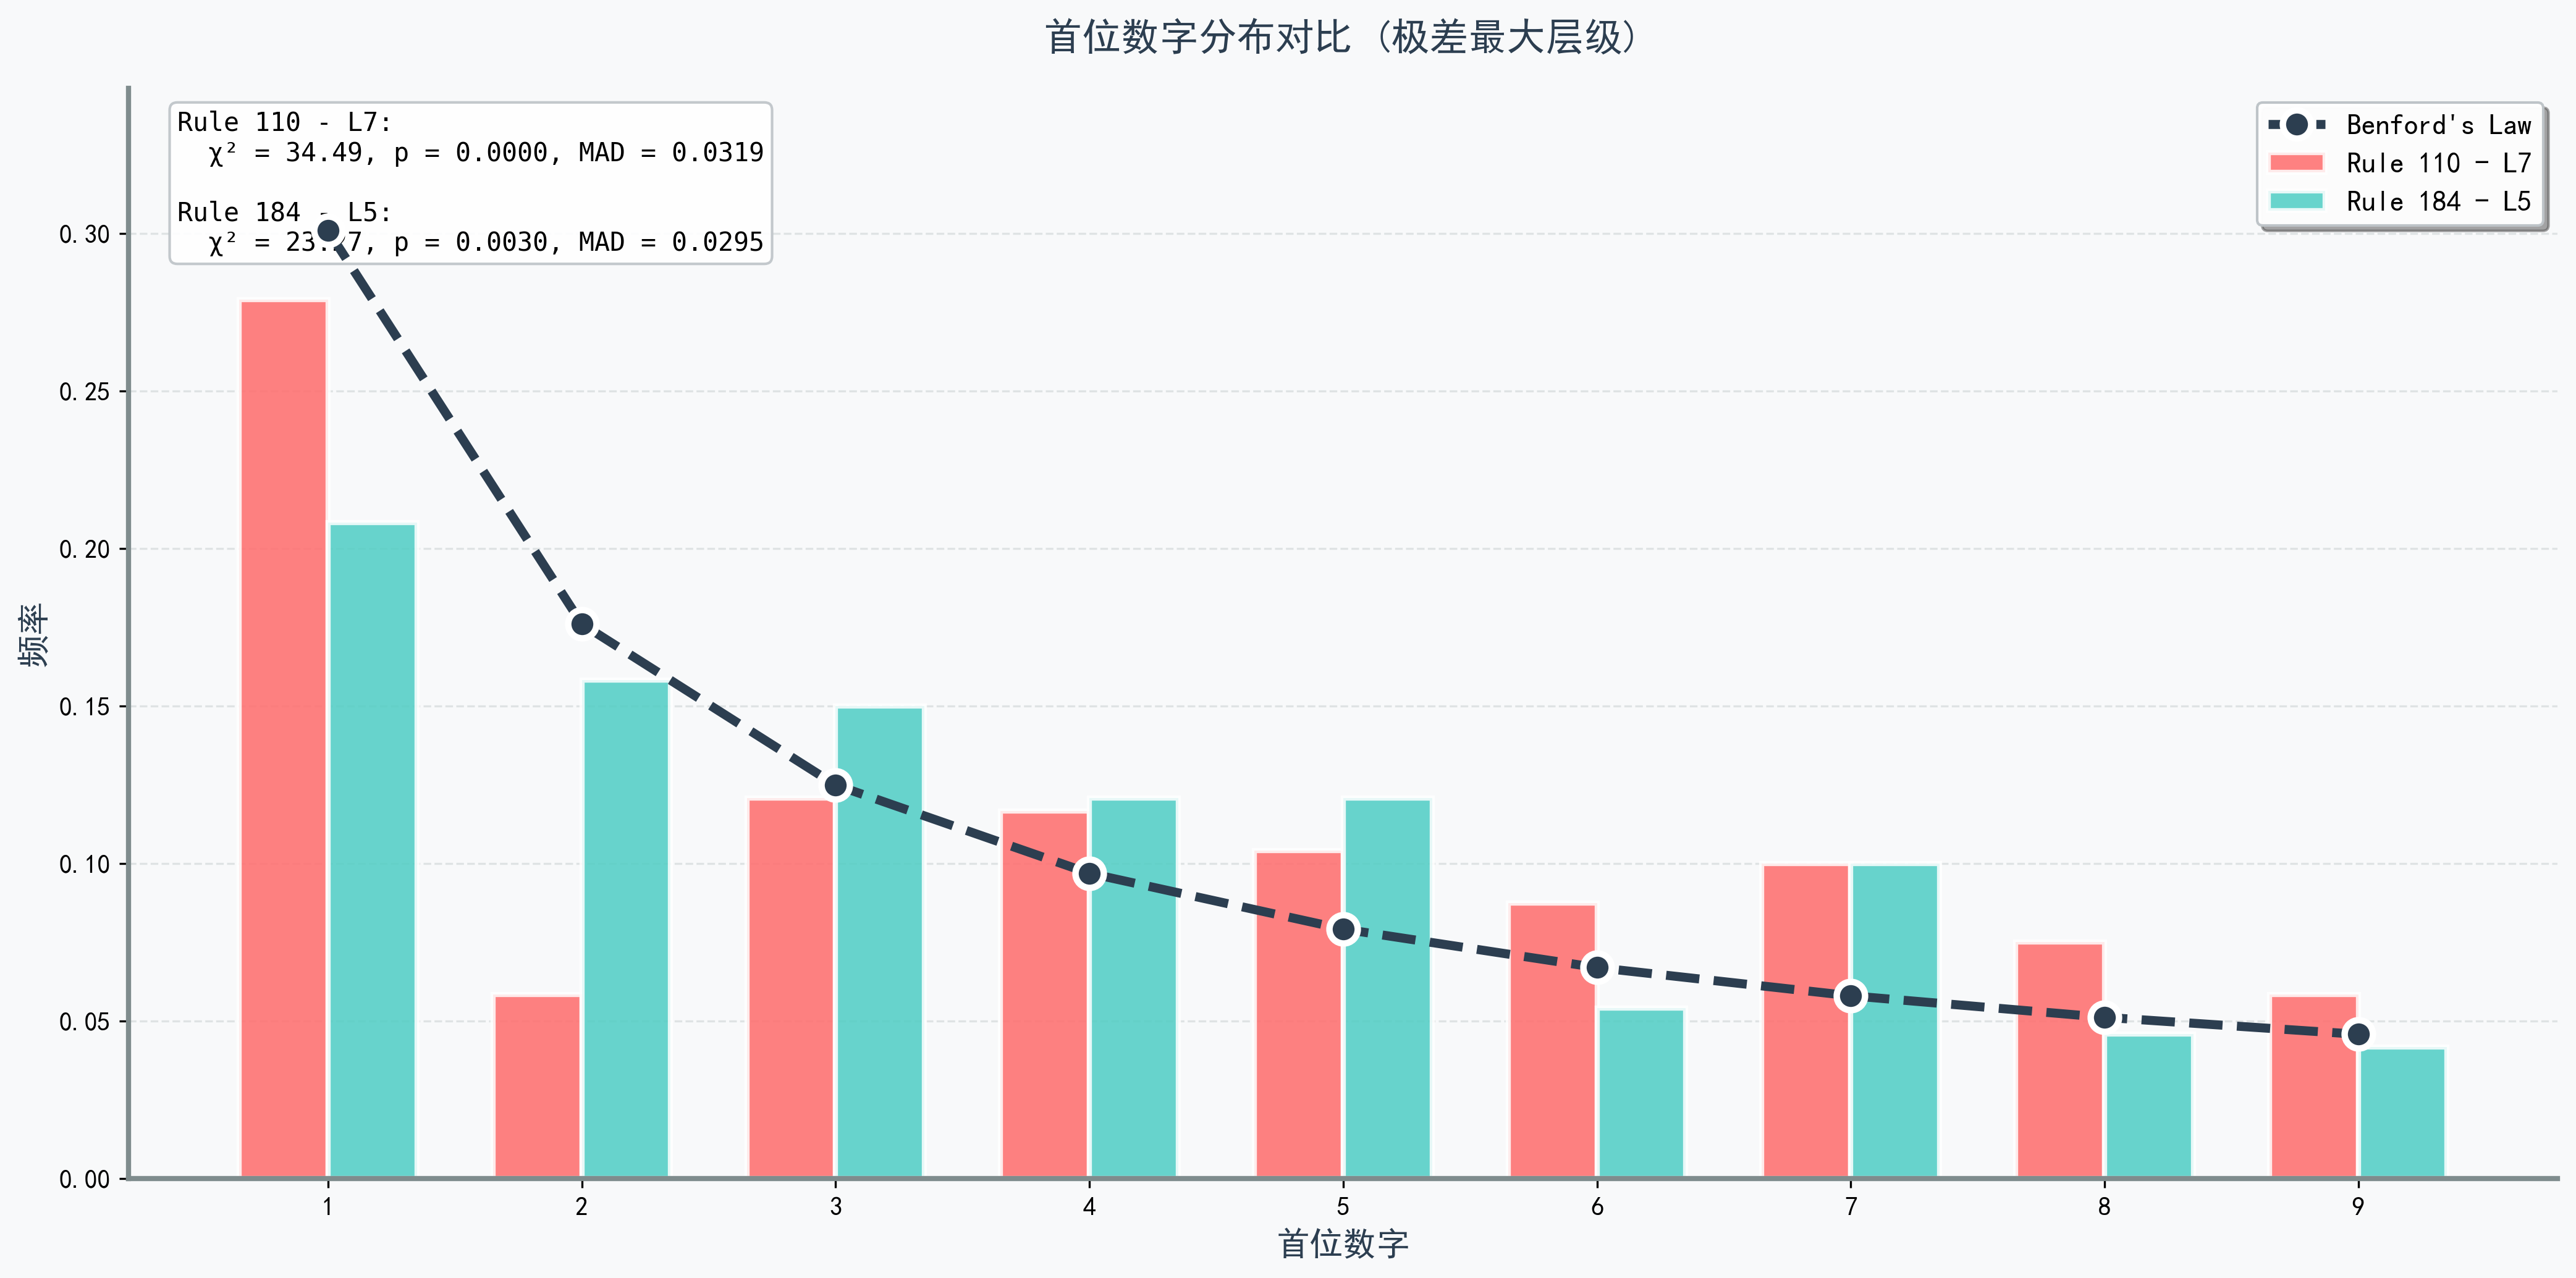 首位数字分布对比（极差最大层级）
Rule 110 - L7:
χ² = 34.49, p = 0.0000, MAD = 0.0319
Rule 184 - L5:
χ² = 23. 7, p = 0.0030, MAD = 0.0295
Benford's Law
Rule 110 - L7
Rule 184 - L5
频率
0.30
0.25
0.20
0.15
0.10
0.05
0.00
1 2 3 4 5 6 7 8 9
首位数字